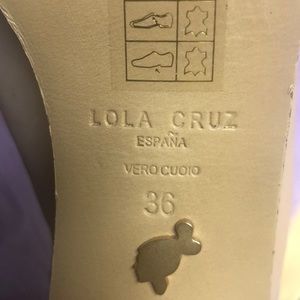 LOLA CRUZ
ESPAÑA
VERO CUOIO
36